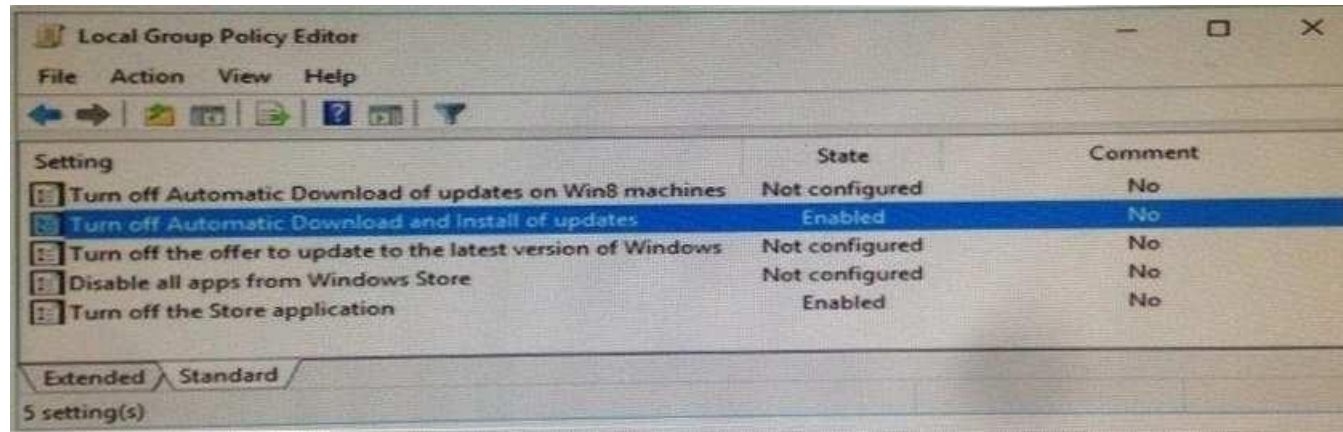 Local Group Policy Editor
File Action View Help
Setting State Comment
Turn off Automatic Download of updates on Win8 machines Not configured No
Turn off Automatic Download and Install of updates Enabled No
Turn off the offer to update to the latest version of Windows Not configured No
Disable all apps from Windows Store Not configured No
Turn off the Store application Enabled No
Extended Standard
5 setting(s)